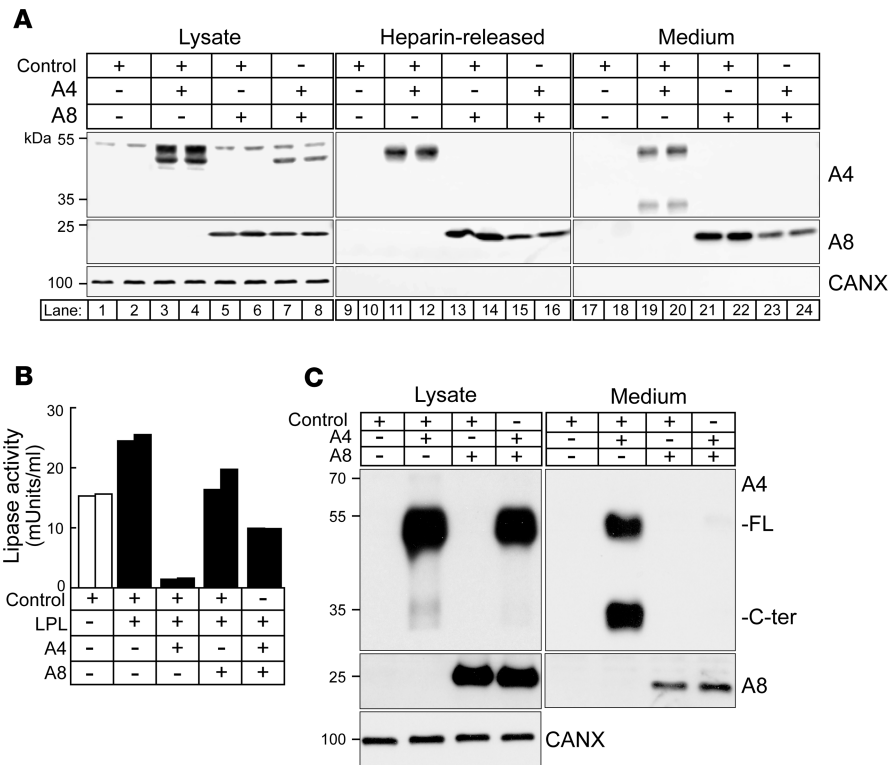 A
Lysate Heparin-released Medium
Control + + + - + + + - + + + -
A4 - + - + - + - + - + - +
A8 - - + + - - + + - - + +
kDa 55
A4
35
25
A8
100
CANX
Lane: 1 2 3 4 5 6 7 8 9 10 11 12 13 14 15 16 17 18 19 20 21 22 23 24
B
Lipase activity
(mUnits/ml)
30
20
10
0
Control + + + + -
LPL - + + + +
A4 - - + - +
A8 - - - + +
C
Lysate Medium
Control + + + - + + + -
A4 - + - + - + - +
A8 - - + + - - + +
70
A4
55
-FL
35
-C-ter
25
A8
100
CANX